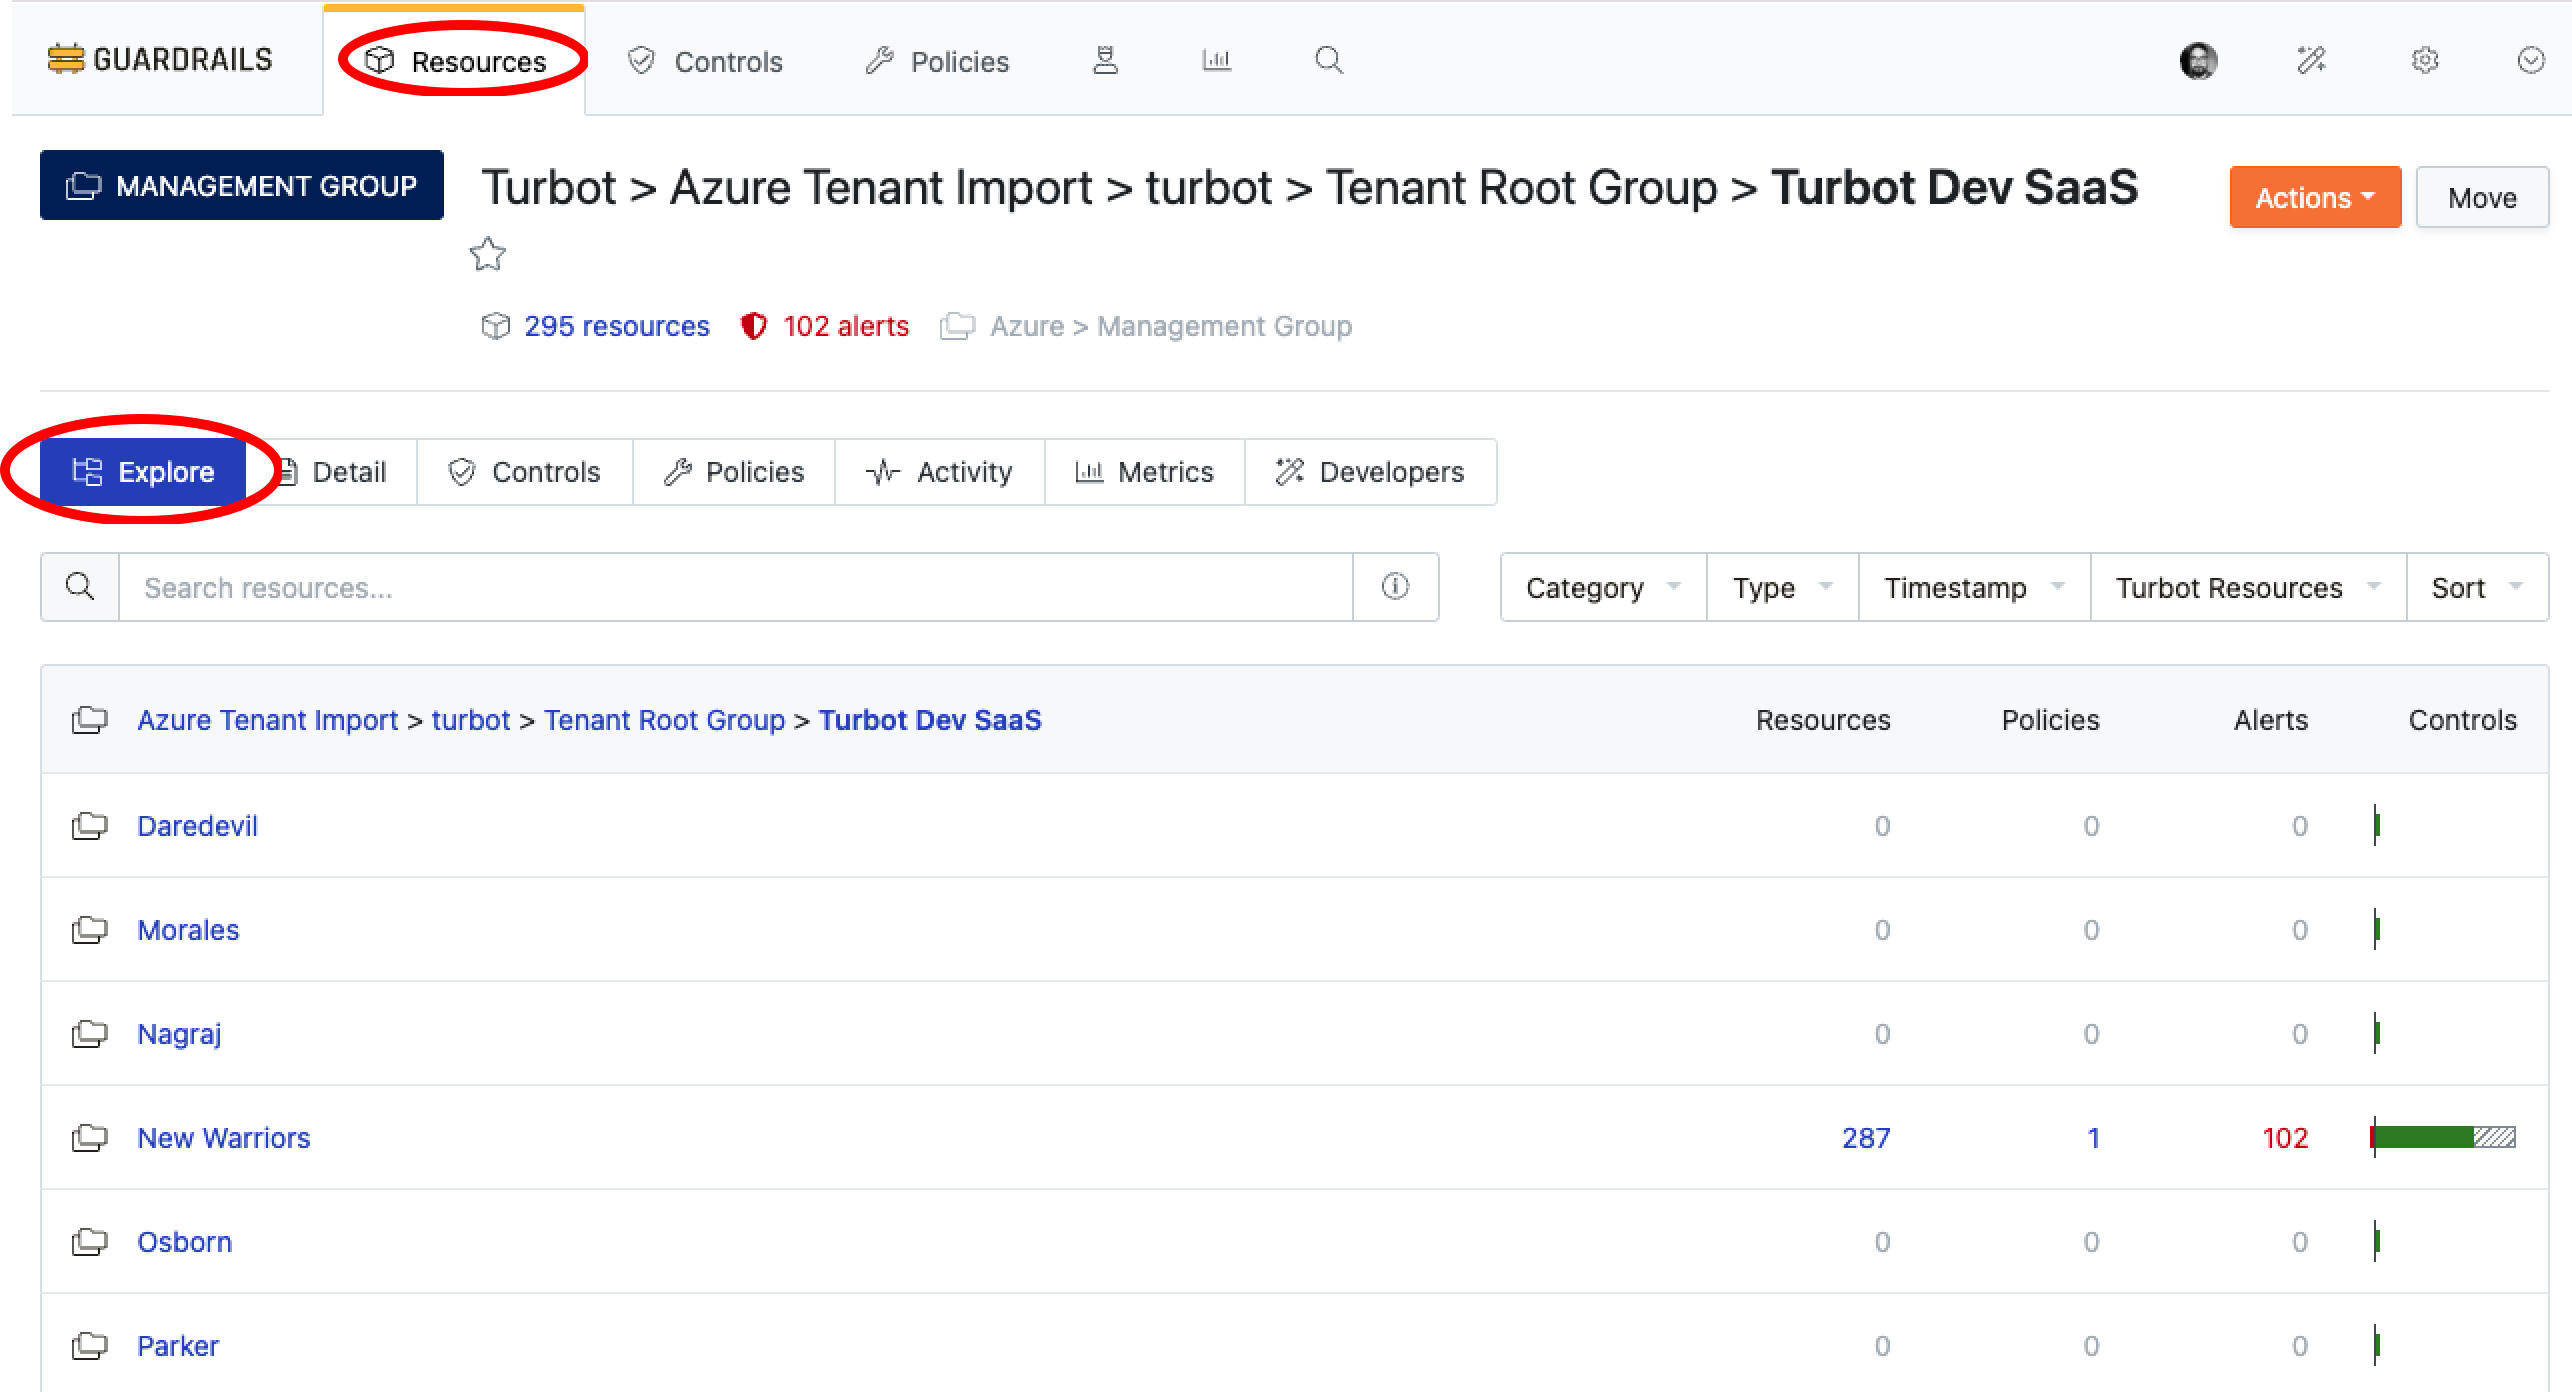 GUARDRAILS Resources Controls Policies
MANAGEMENT GROUP Turbot > Azure Tenant Import > turbot > Tenant Root Group > Turbot Dev SaaS Actions Move
295 resources 102 alerts Azure > Management Group
Explore Detail Controls Policies Activity Metrics Developers
Search resources... Category Type Timestamp Turbot Resources Sort
Azure Tenant Import > turbot > Tenant Root Group > Turbot Dev SaaS Resources Policies Alerts Controls
Daredevil 0 0 0
Morales 0 0 0
Nagraj 0 0 0
New Warriors 287 1 102
Osborn 0 0 0
Parker 0 0 0